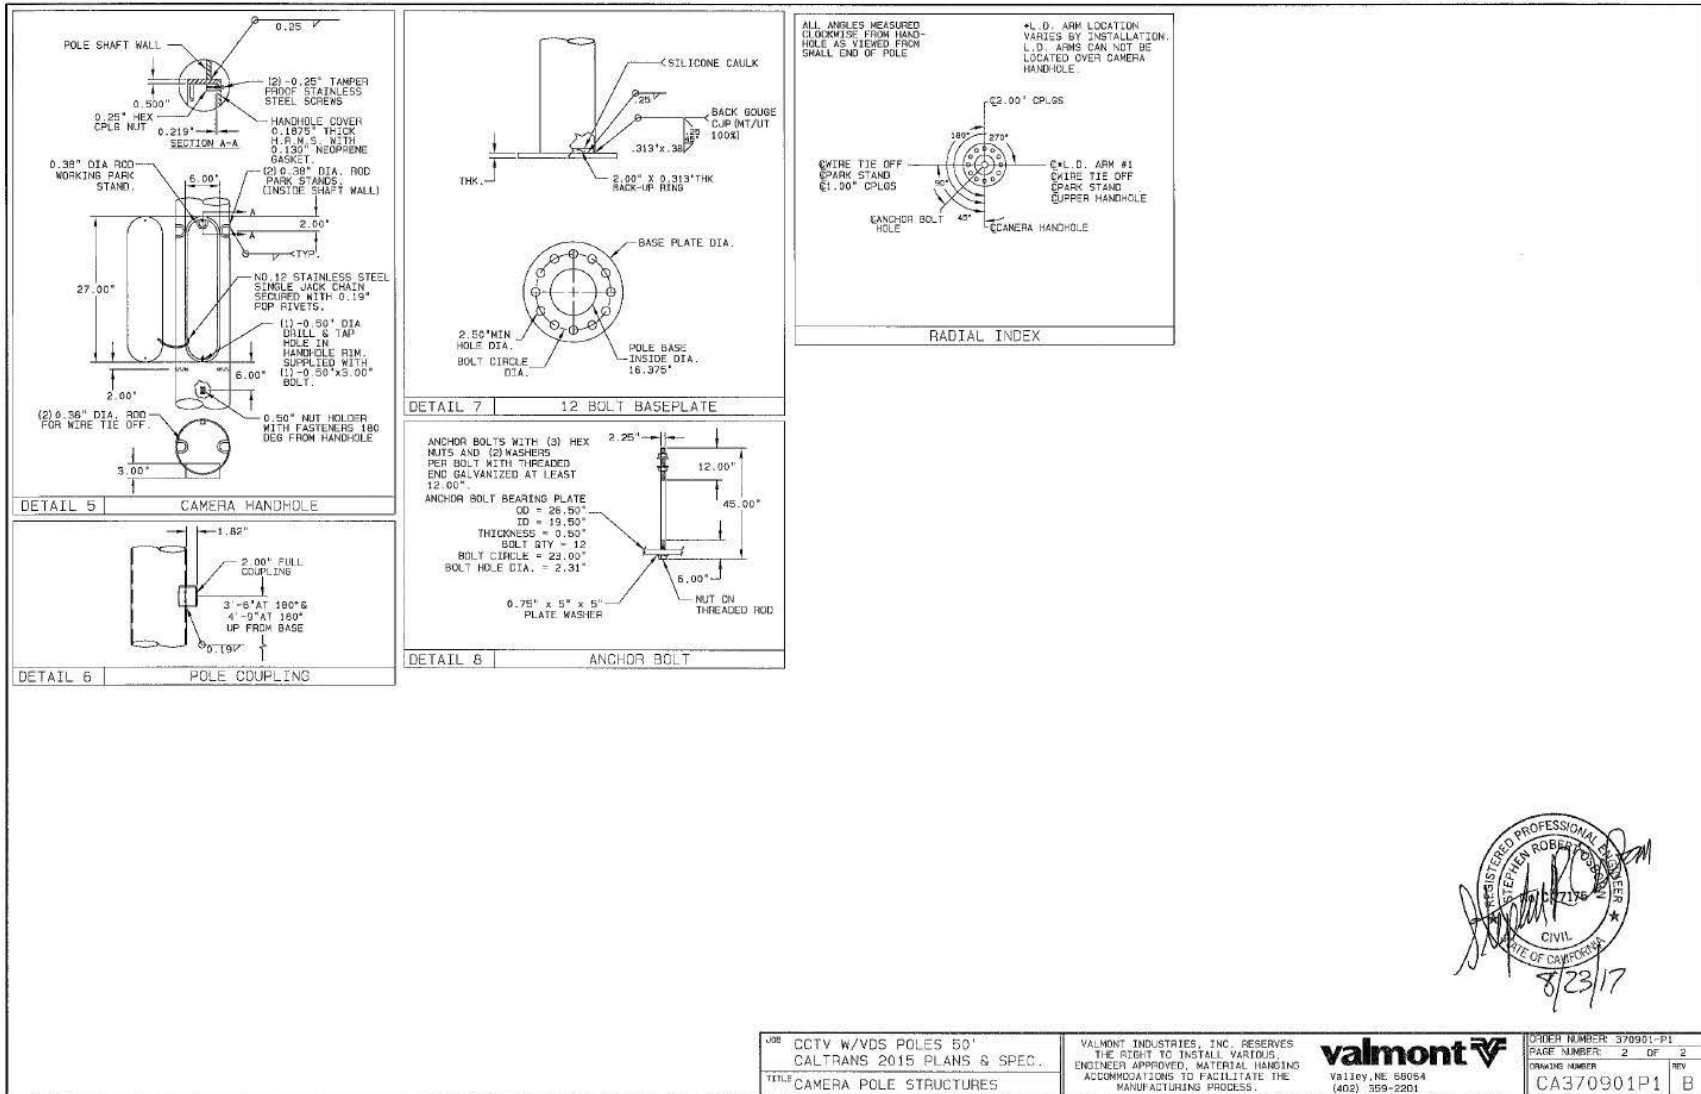 0.25
POLE SHAFT WALL
(2)-0.25" TAMPER
PROOF STAINLESS
STEEL SCREWS
0.500"
0.25" HEX
CPLG NUT
0.219"
SECTION A-A
HANDHOLE COVER
0.1875" THICK
H.R.M.S. WITH
0.130" NEOPRENE
GASKET.
0.38" DIA ROD
WORKING PARK
STAND.
6.00"
(2) 0.38" DIA. ROD
PARK STANDS.
(INSIDE SHAFT WALL)
A
2.00"
A
TYP.
27.00"
NO.12 STAINLESS STEEL
SINGLE JACK CHAIN
SECURED WITH 0.19"
POP RIVETS.
(1)-0.50" DIA
DRILL & TAP
HOLE IN
HANDHOLE RIM.
SUPPLIED WITH
(1)-0.50"x3.00"
BOLT.
6.00"
2.00"
(2) 0.38" DIA. ROD
FOR WIRE TIE OFF.
0.50" NUT HOLDER
WITH FASTENERS 180
DEG FROM HANDHOLE
3.00"
DETAIL 5 CAMERA HANDHOLE
1.82"
2.00" FULL
COUPLING
3'-6"AT 180°&
4'-9"AT 180°
UP FROM BASE
0.19
DETAIL 6 POLE COUPLING
SILICONE CAULK
.25
BACK GOUGE
CJP (MT/UT
100%)
.313"x.38
THK.
2.00" X 0.313"THK
BACK-UP RING
BASE PLATE DIA.
2.50"MIN
HOLE DIA.
BOLT CIRCLE
DIA.
POLE BASE
INSIDE DIA.
16.375"
DETAIL 7 12 BOLT BASEPLATE
ANCHOR BOLTS WITH (3) HEX
NUTS AND (2) WASHERS
PER BOLT WITH THREADED
END GALVANIZED AT LEAST
12.00".
2.25"
12.00"
45.00"
ANCHOR BOLT BEARING PLATE
OD = 26.50"
ID = 19.50"
THICKNESS = 0.50"
BOLT QTY = 12
BOLT CIRCLE = 23.00"
BOLT HOLE DIA. = 2.31"
6.00"
0.75" x 5" x 5"
PLATE WASHER
NUT ON
THREADED ROD
DETAIL 8 ANCHOR BOLT
ALL ANGLES MEASURED
CLOCKWISE FROM HAND-
HOLE AS VIEWED FROM
SMALL END OF POLE
*L.D. ARM LOCATION
VARIES BY INSTALLATION.
L.D. ARMS CAN NOT BE
LOCATED OVER CAMERA
HANDHOLE.
℄2.00" CPLGS
180° 270°
℄WIRE TIE OFF
℄PARK STAND
℄1.00" CPLGS
℄*L.D. ARM #1
℄WIRE TIE OFF
℄PARK STAND
℄UPPER HANDHOLE
90°
45°
℄ANCHOR BOLT
HOLE
℄CAMERA HANDHOLE
RADIAL INDEX
REGISTERED PROFESSIONAL ENGINEER
STEPHEN ROBERT OSBORN
CIVIL
STATE OF CALIFORNIA
8/23/17
JOB CCTV W/VDS POLES 50'
CALTRANS 2015 PLANS & SPEC.
TITLE CAMERA POLE STRUCTURES
VALMONT INDUSTRIES, INC. RESERVES
THE RIGHT TO INSTALL VARIOUS,
ENGINEER APPROVED, MATERIAL HANGING
ACCOMMODATIONS TO FACILITATE THE
MANUFACTURING PROCESS.
valmont
Valley, NE 68064
(402) 359-2201
ORDER NUMBER: 370901-P1
PAGE NUMBER: 2 OF 2
DRAWING NUMBER REV
CA370901P1 B